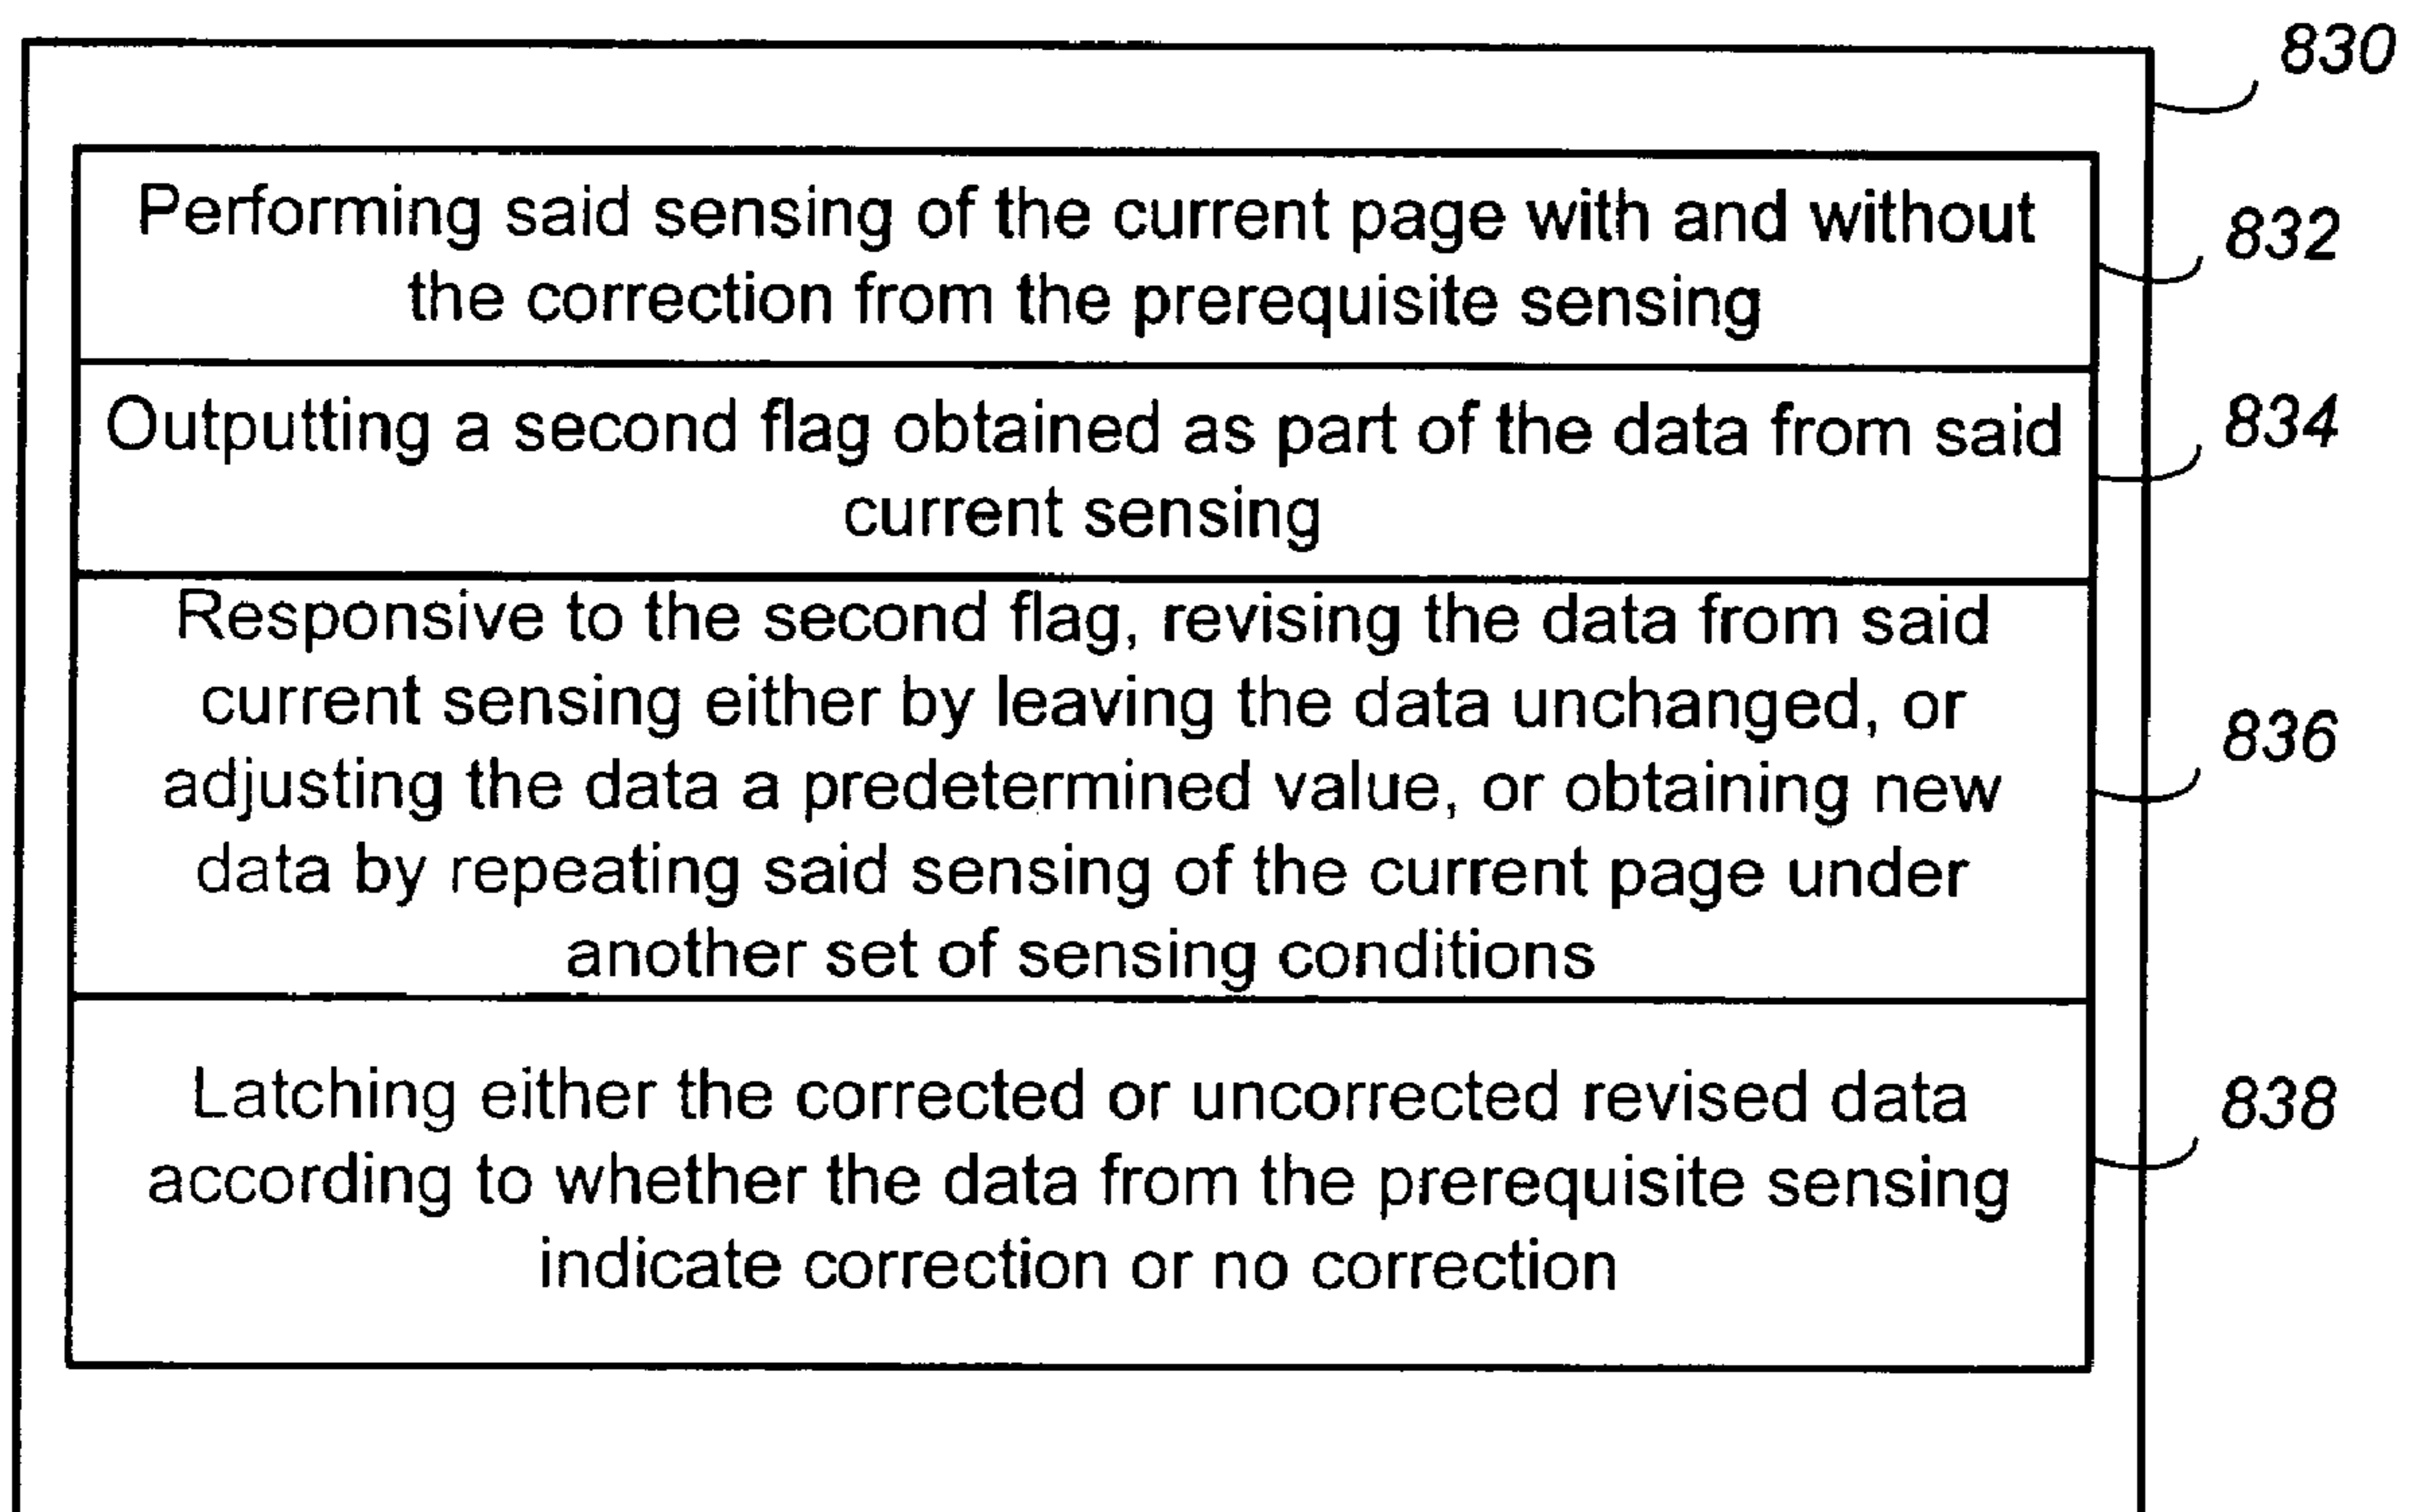 830
Performing said sensing of the current page with and without
the correction from the prerequisite sensing
832
Outputting a second flag obtained as part of the data from said
current sensing
834
Responsive to the second flag, revising the data from said
current sensing either by leaving the data unchanged, or
adjusting the data a predetermined value, or obtaining new
data by repeating said sensing of the current page under
another set of sensing conditions
836
Latching either the corrected or uncorrected revised data
according to whether the data from the prerequisite sensing
indicate correction or no correction
838